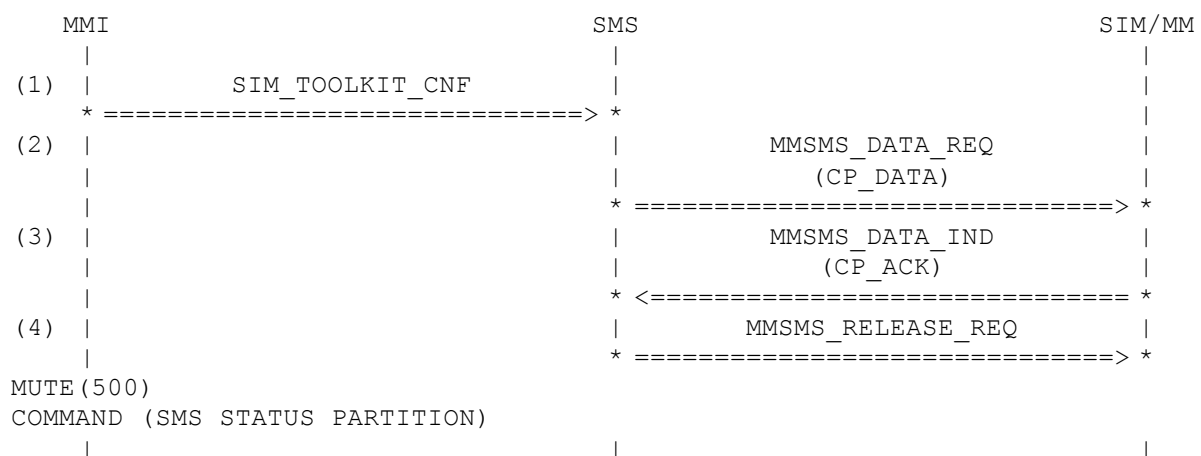 MMI SMS SIM/MM
| | |
(1) | SIM_TOOLKIT_CNF | |
* ==============================> * |
(2) | | MMSMS_DATA_REQ |
| | (CP_DATA) |
| * ==============================> *
(3) | | MMSMS_DATA_IND |
| | (CP_ACK) |
| * <============================== *
(4) | | MMSMS_RELEASE_REQ |
| * ==============================> *
MUTE(500)
COMMAND (SMS STATUS PARTITION)
| | |